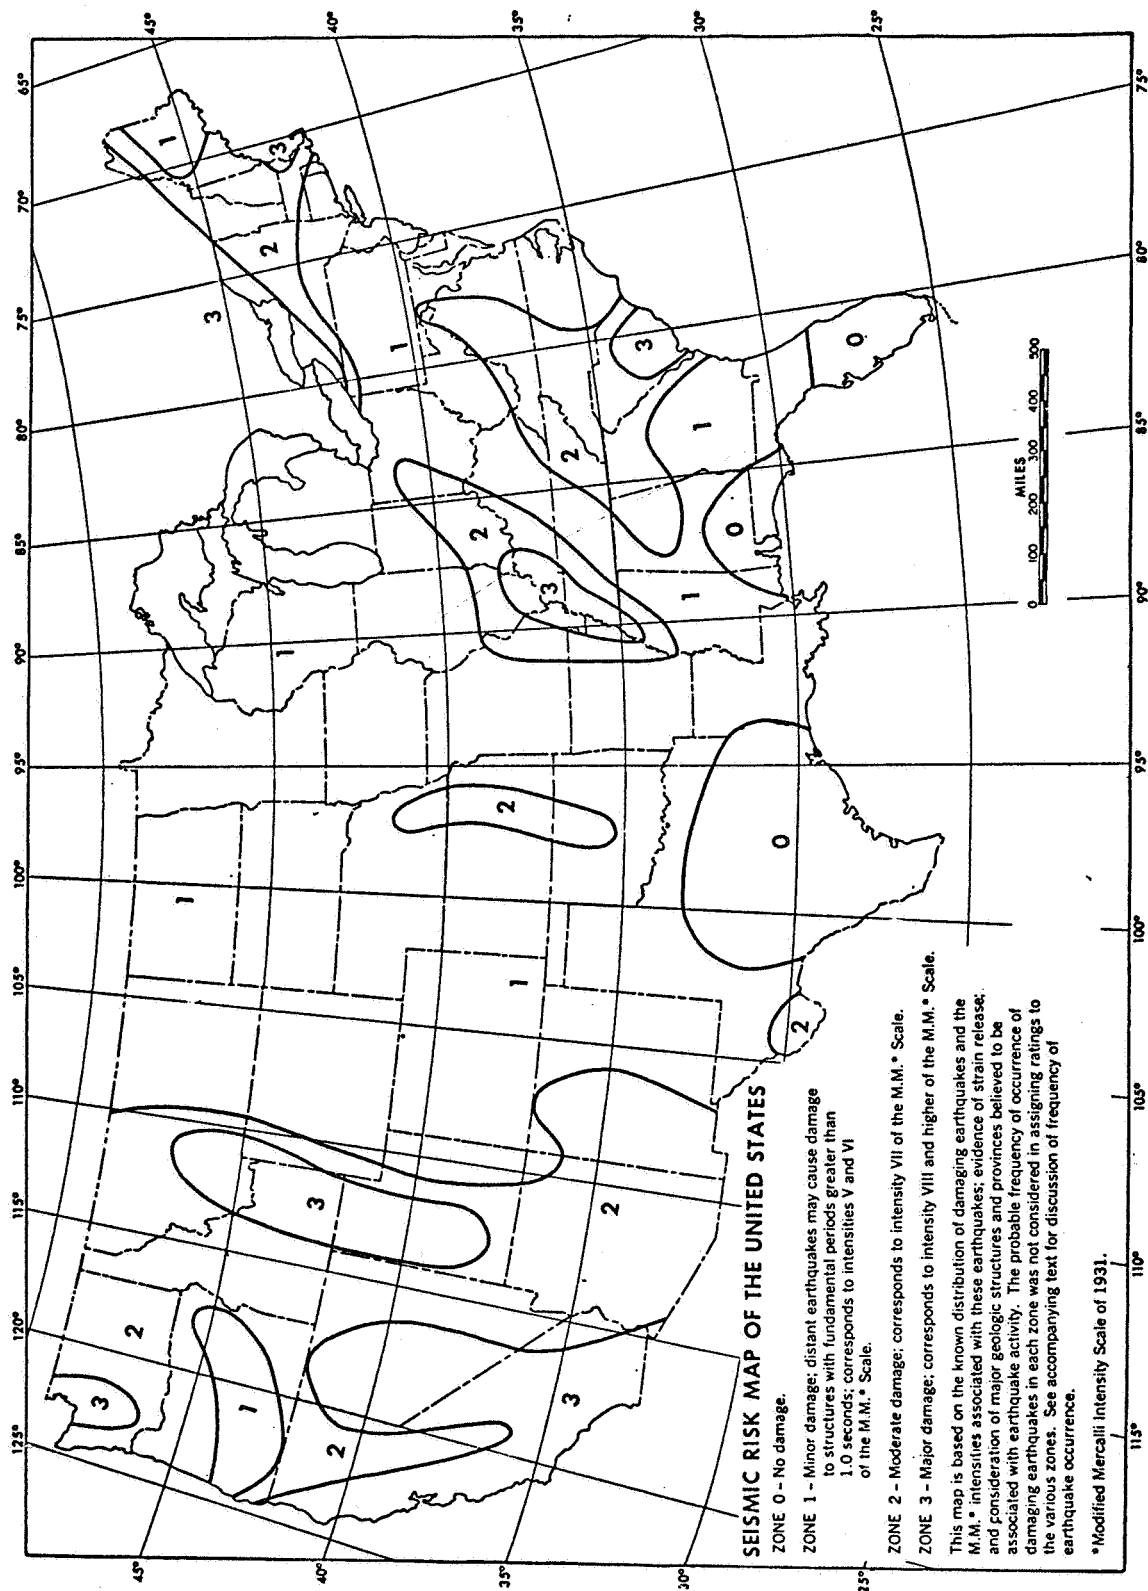 125° 120° 115° 110° 105° 100° 95° 90° 85° 80° 75° 70° 65°
45° 45°
3
2
1
1
3
1
2
3
1
3
40° 40°
2
1
2
2
1
35° 35°
3
3
2
2
3
1
30° 30°
1
0
0
2
0
25° 25°
MILES
0 100 200 300 400 500
SEISMIC RISK MAP OF THE UNITED STATES
ZONE 0 – No damage.
ZONE 1 – Minor damage; distant earthquakes may cause damage
to structures with fundamental periods greater than
1.0 seconds; corresponds to intensities V and VI
of the M.M.* Scale.
ZONE 2 – Moderate damage; corresponds to intensity VII of the M.M.* Scale.
ZONE 3 – Major damage; corresponds to intensity VIII and higher of the M.M.* Scale.
This map is based on the known distribution of damaging earthquakes and the
M.M.* intensities associated with these earthquakes; evidence of strain release;
and consideration of major geologic structures and provinces believed to be
associated with earthquake activity. The probable frequency of occurrence of
damaging earthquakes in each zone was not considered in assigning ratings to
the various zones. See accompanying text for discussion of frequency of
earthquake occurrence.
*Modified Mercalli Intensity Scale of 1931.
115° 110° 105° 100° 95° 90° 85° 80° 75°